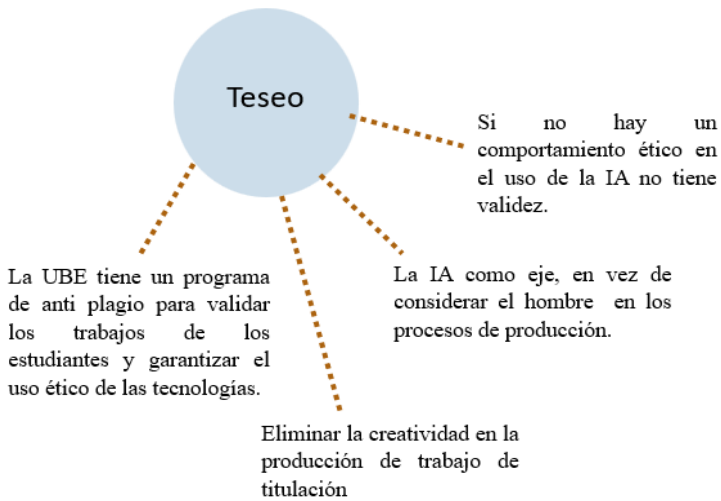 Teseo
Si no hay un
comportamiento ético en
el uso de la IA no tiene
validez.
La UBE tiene un programa
de anti plagio para validar
los trabajos de los
estudiantes y garantizar el
uso ético de las tecnologías.
La IA como eje, en vez de
considerar el hombre en los
procesos de producción.
Eliminar la creatividad en la
producción de trabajo de
titulación